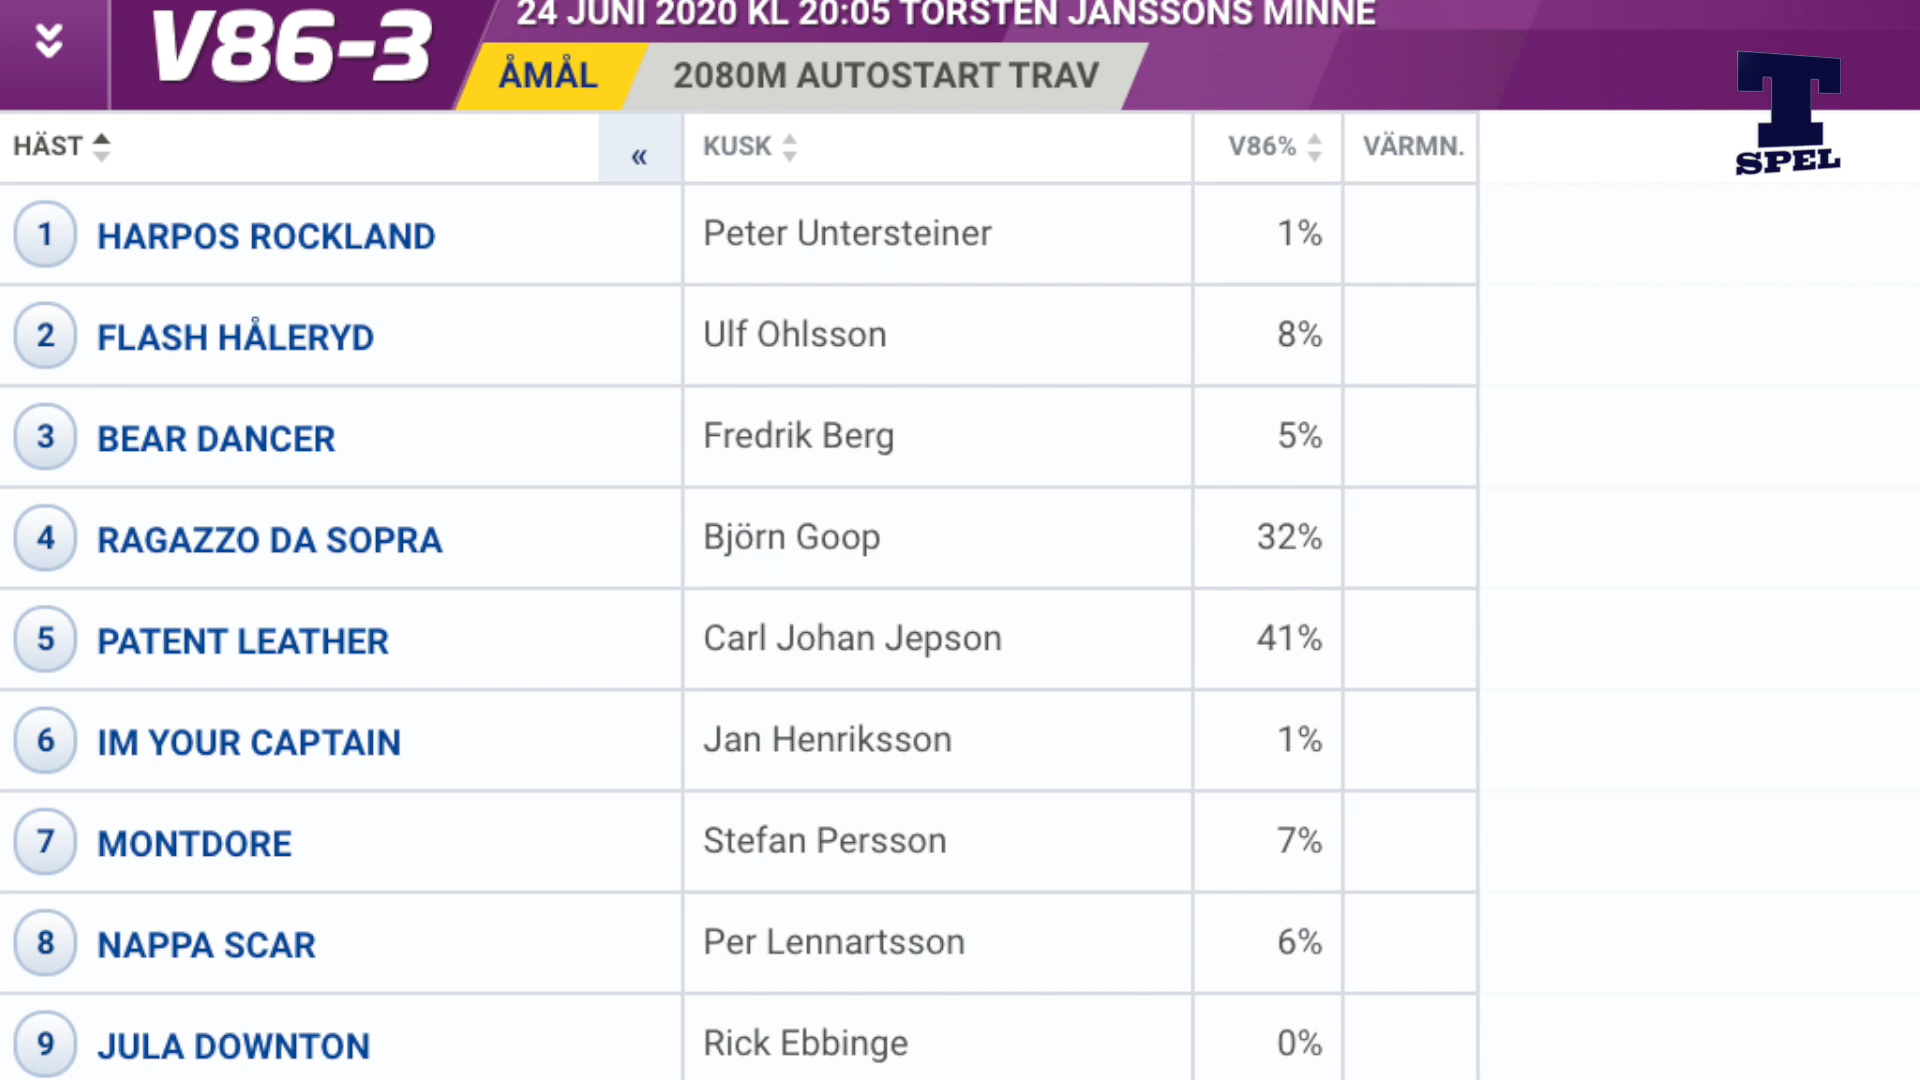 24 JUNI 2020 KL 20:05 TORSTEN JANSSONS MINNE
V86-3
ÅMÅL 2080M AUTOSTART TRAV
T
SPEL
HÄST « KUSK V86% VÄRMN.
1 HARPOS ROCKLAND Peter Untersteiner 1%
2 FLASH HÅLERYD Ulf Ohlsson 8%
3 BEAR DANCER Fredrik Berg 5%
4 RAGAZZO DA SOPRA Björn Goop 32%
5 PATENT LEATHER Carl Johan Jepson 41%
6 IM YOUR CAPTAIN Jan Henriksson 1%
7 MONTDORE Stefan Persson 7%
8 NAPPA SCAR Per Lennartsson 6%
9 JULA DOWNTON Rick Ebbinge 0%